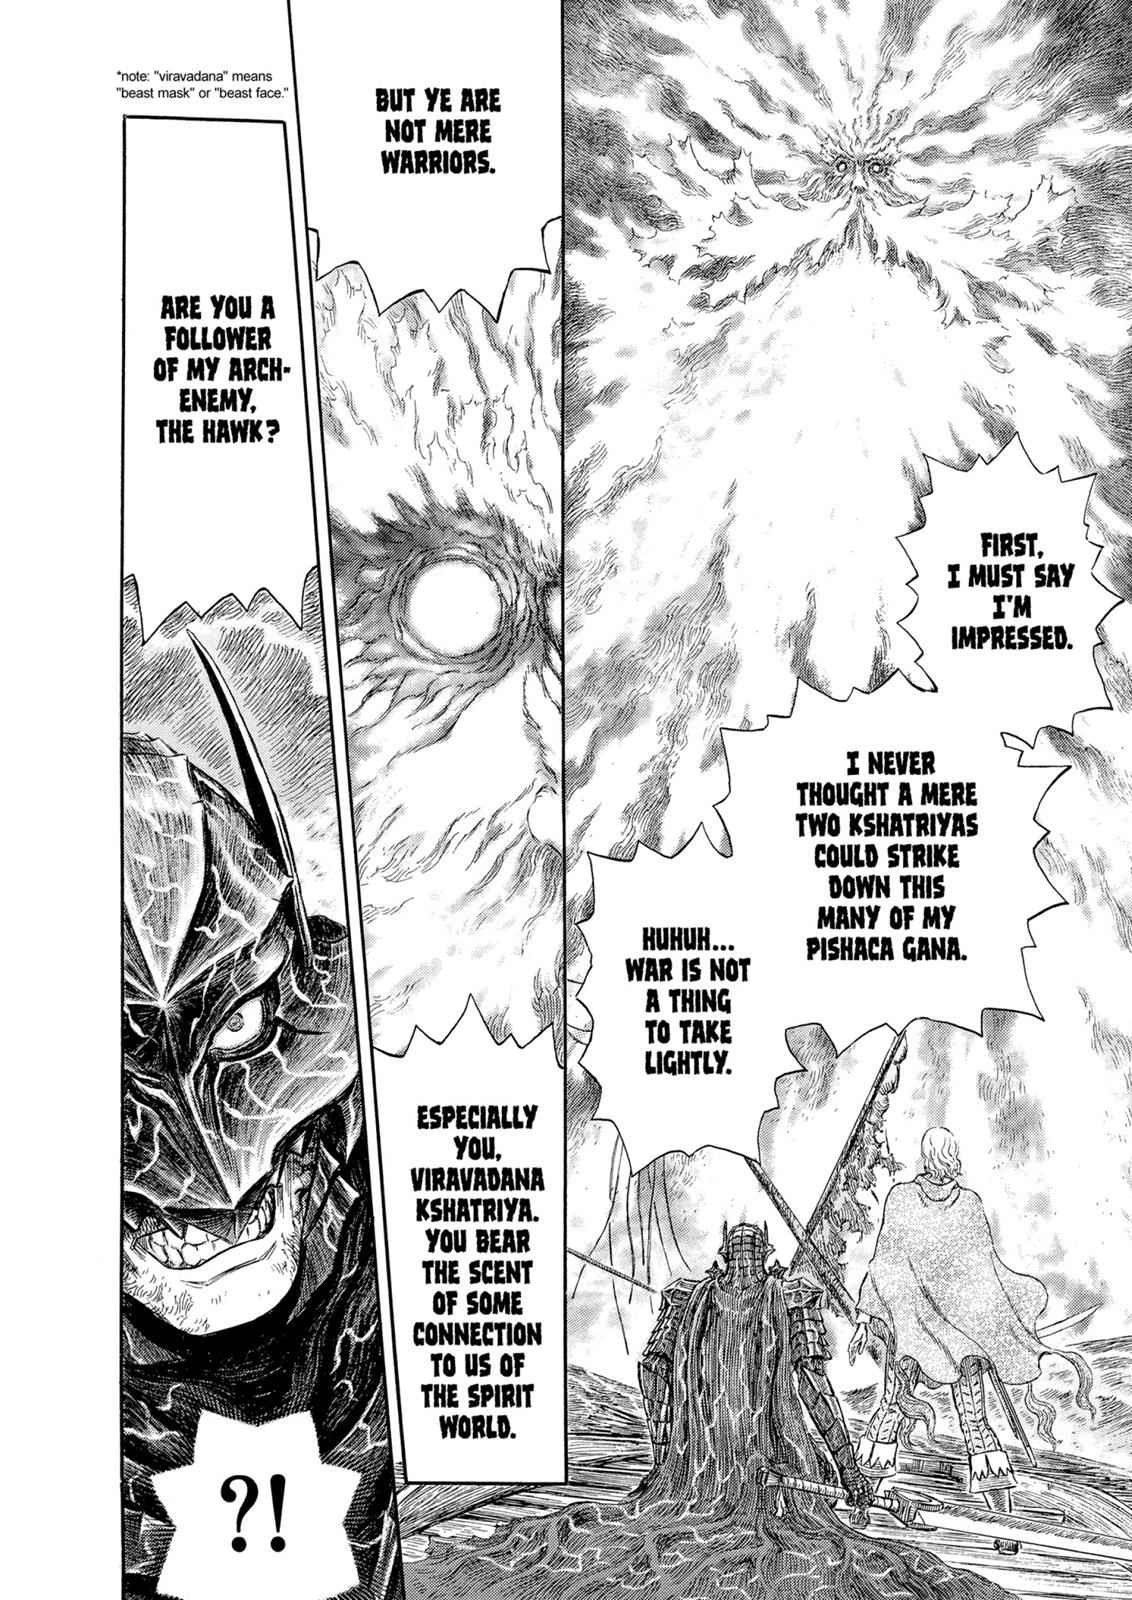 FIRST,
I MUST SAY
I'M
IMPRESSED.
I NEVER
THOUGHT A MERE
TWO KSHATRIYAS
COULD STRIKE
DOWN THIS
MANY OF MY
PISHACA GANA.
HUHUH...
WAR IS NOT
A THING
TO TAKE
LIGHTLY.
BUT YE ARE
NOT MERE
WARRIORS.
ESPECIALLY
YOU,
VIRAVADANA
KSHATRIYA.
YOU BEAR
THE SCENT
OF SOME
CONNECTION
TO US OF
THE SPIRIT
WORLD.
*note: "viravadana" means
"beast mask" or "beast face."
ARE YOU A
FOLLOWER
OF MY ARCH-
ENEMY,
THE HAWK?
?!